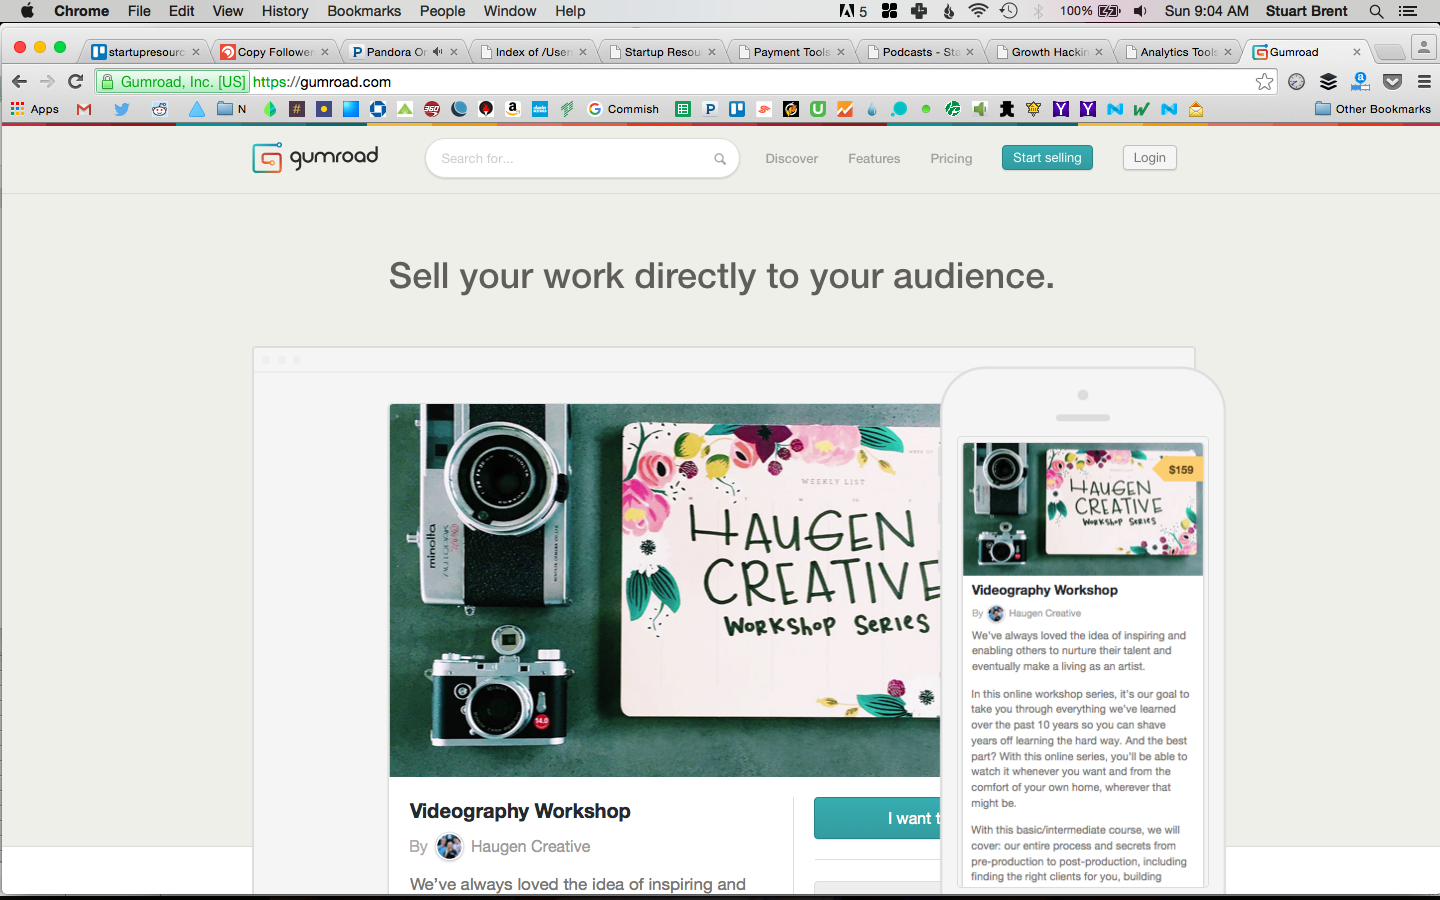 Chrome File Edit View History Bookmarks People Window Help 5 100% Sun 9:04 AM Stuart Brent
startupresourc Copy Follower Pandora On Index of /User Startup Resou Payment Tools Podcasts - Sta Growth Hackin Analytics Tools Gumroad
Gumroad, Inc. [US] https://gumroad.com
Apps N Commish Other Bookmarks
gumroad Search for... Discover Features Pricing Start selling Login
Sell your work directly to your audience.
WEEKLY LIST
HAUGEN
CREATIVE
WORKSHOP SERIES
minolta
14.0
Videography Workshop
By Haugen Creative
We've always loved the idea of inspiring and
I want t
$159
HAUGEN
CREATIVE
WORKSHOP SERIES
Videography Workshop
By Haugen Creative
We've always loved the idea of inspiring and
enabling others to nurture their talent and
eventually make a living as an artist.
In this online workshop series, it's our goal to
take you through everything we've learned
over the past 10 years so you can shave
years off learning the hard way. And the best
part? With this online series, you'll be able to
watch it whenever you want and from the
comfort of your own home, wherever that
might be.
With this basic/intermediate course, we will
cover: our entire process and secrets from
pre-production to post-production, including
finding the right clients for you, building